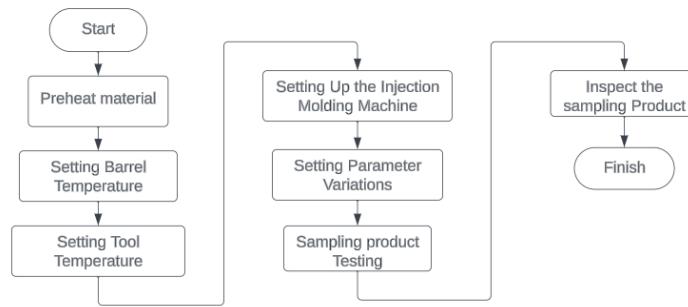 Start
Preheat material
Setting Barrel
Temperature
Setting Tool
Temperature
Setting Up the Injection
Molding Machine
Setting Parameter
Variations
Sampling product
Testing
Inspect the
sampling Product
Finish